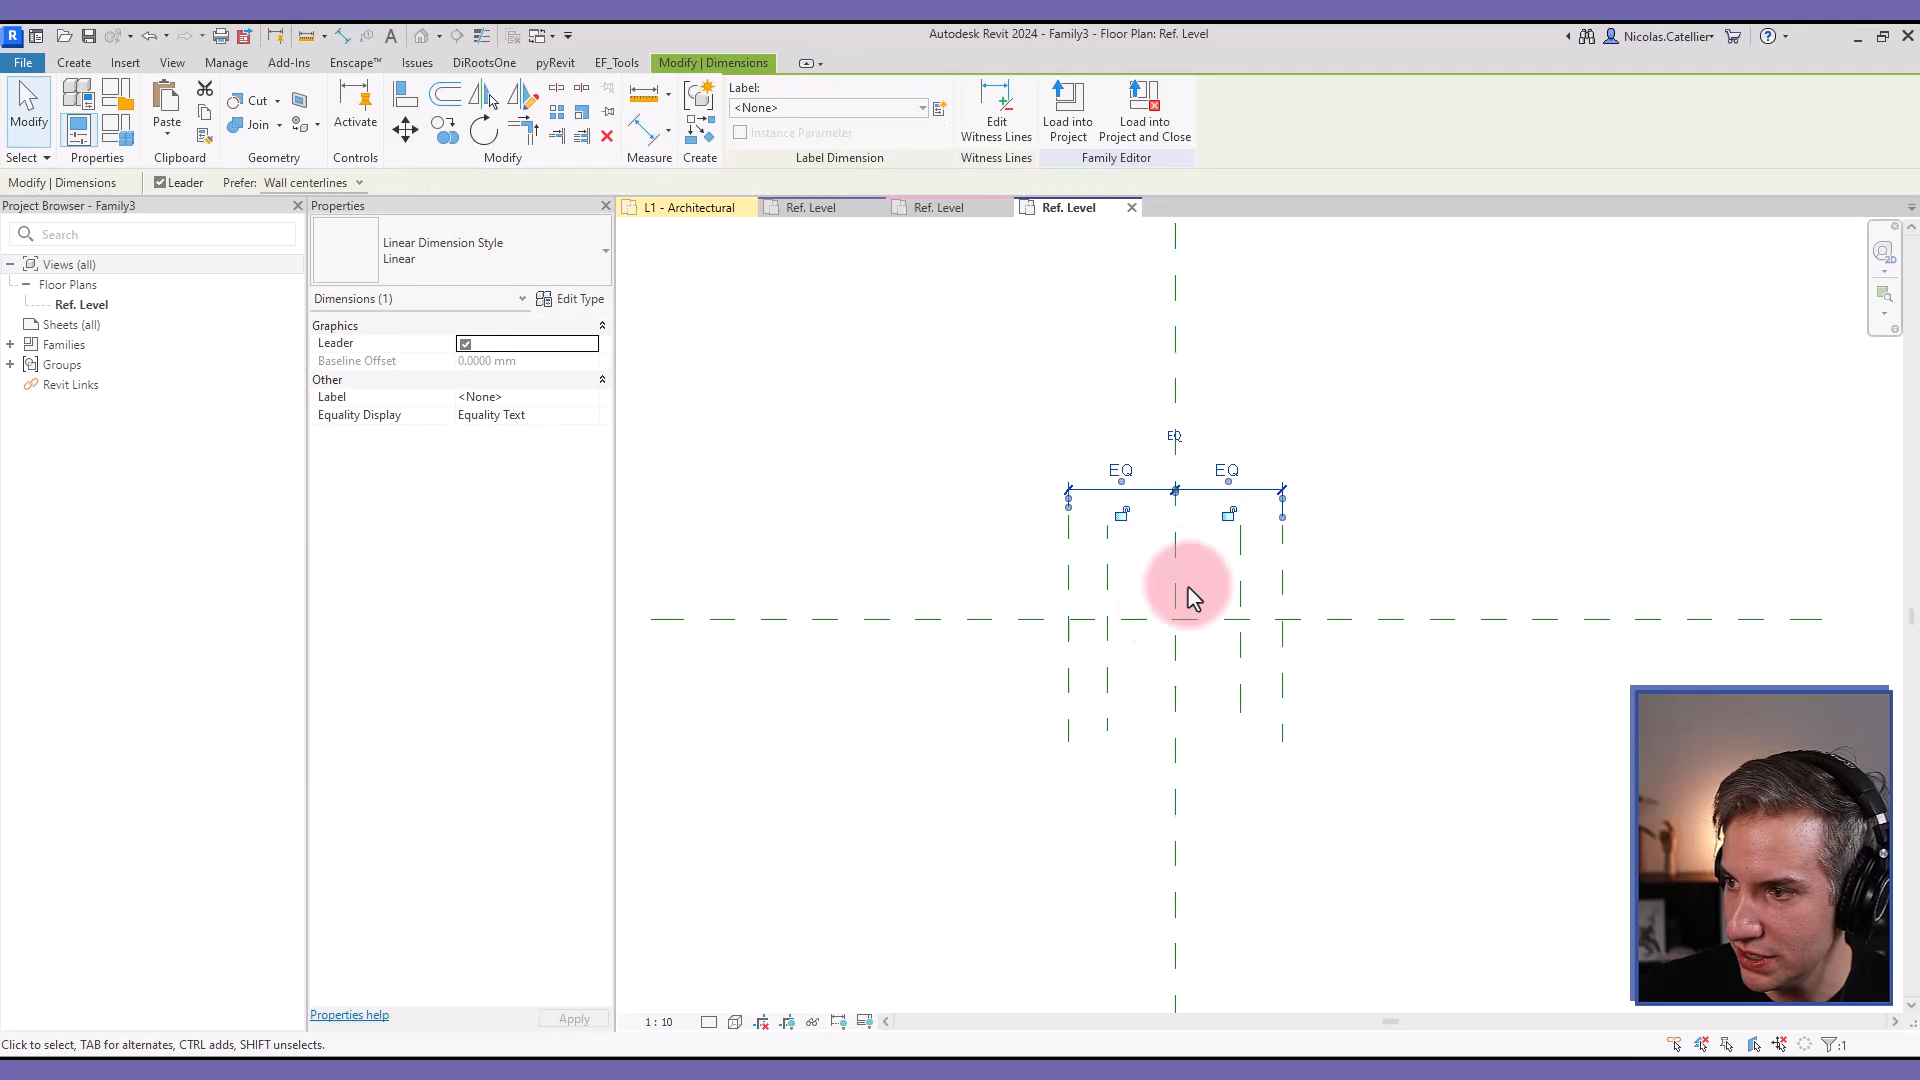 Autodesk Revit 2024 - Family3 - Floor Plan: Ref. Level
Nicolas.Catellier
File Create Insert View Manage Add-Ins Enscape™ Issues DiRootsOne pyRevit EF_Tools Modify | Dimensions
Modify
Select
Properties
Paste
Clipboard
Cut
Join
Geometry
Activate
Controls
Modify
Measure
Create
Label:
<None>
Instance Parameter
Label Dimension
Edit
Witness Lines
Witness Lines
Load into
Project
Load into
Project and Close
Family Editor
Modify | Dimensions
Leader
Prefer: Wall centerlines
Project Browser - Family3
Search
Views (all)
Floor Plans
Ref. Level
Sheets (all)
Families
Groups
Revit Links
Properties
Linear Dimension Style
Linear
Dimensions (1)
Edit Type
Graphics
Leader
Baseline Offset 0.0000 mm
Other
Label <None>
Equality Display Equality Text
Properties help
Apply
L1 - Architectural
Ref. Level
Ref. Level
Ref. Level
2D
EQ
EQ EQ
1 : 10
Click to select, TAB for alternates, CTRL adds, SHIFT unselects.
:1